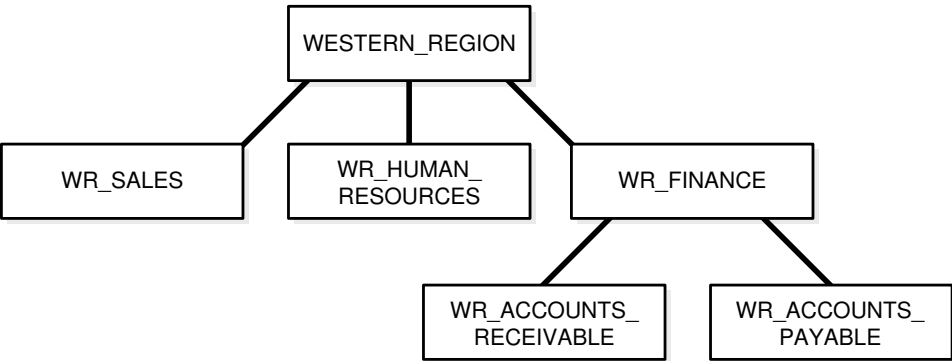 WESTERN_REGION
WR_SALES
WR_HUMAN_
RESOURCES
WR_FINANCE
WR_ACCOUNTS_
RECEIVABLE
WR_ACCOUNTS_
PAYABLE